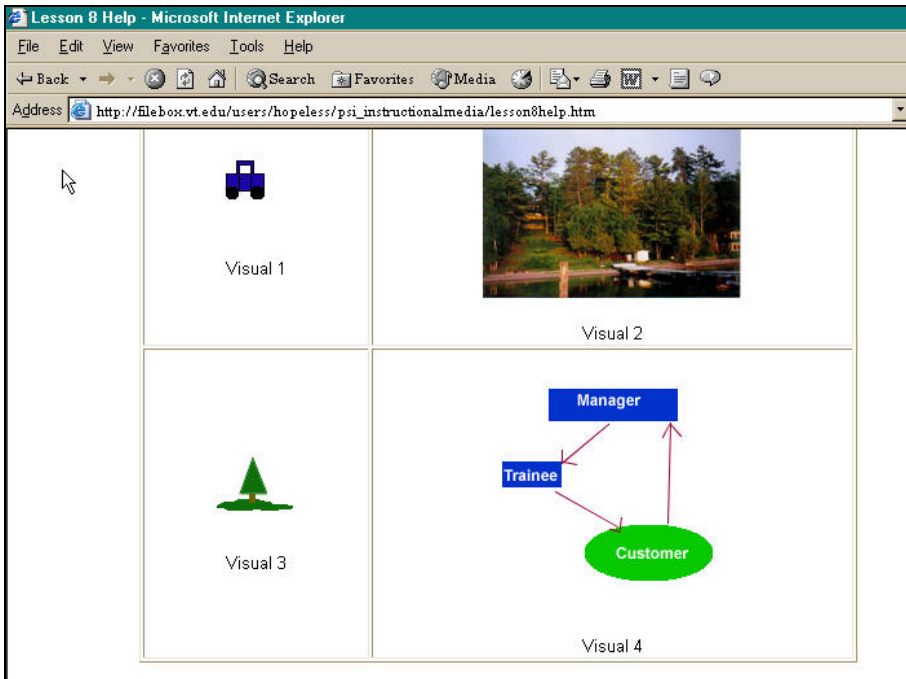 Lesson 8 Help - Microsoft Internet Explorer
File Edit View Favorites Tools Help
Back Search Favorites Media
Address http://filebox.vt.edu/users/hopeless/psi_instructionalmedia/lesson8help.htm
Visual 1
Visual 2
Manager
Trainee
Customer
Visual 3
Visual 4